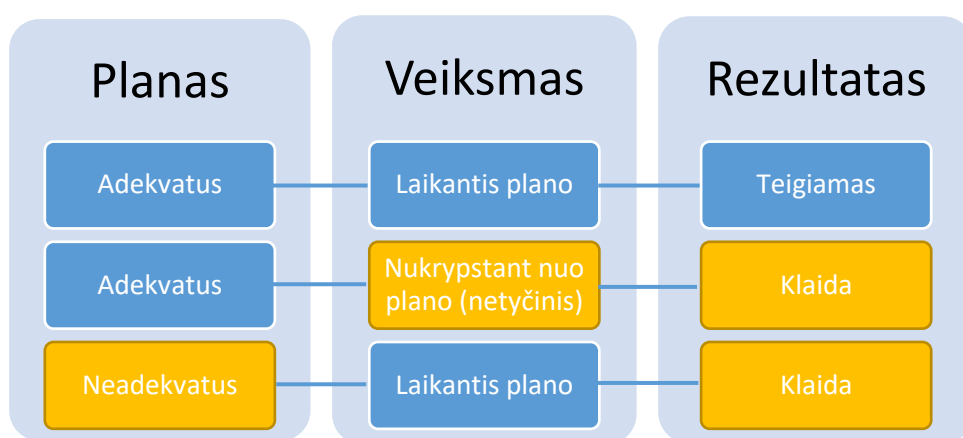 Planas
Veiksmas
Rezultatas
Adekvatus
Laikantis plano
Teigiamas
Adekvatus
Nukrypstant nuo
plano (netyčinis)
Klaida
Neadekvatus
Laikantis plano
Klaida